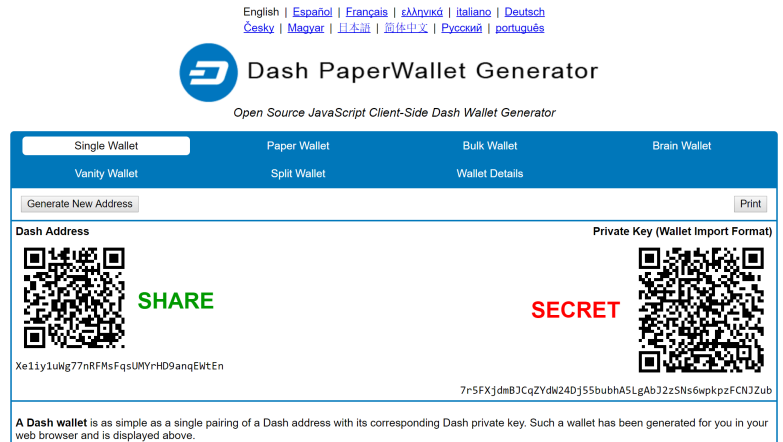 English | Español | Français | ελληνικά | italiano | Deutsch
Česky | Magyar | 日本語 | 简体中文 | Русский | português
Dash PaperWallet Generator
Open Source JavaScript Client-Side Dash Wallet Generator
Single Wallet Paper Wallet Bulk Wallet Brain Wallet
Vanity Wallet Split Wallet Wallet Details
Generate New Address Print
Dash Address Private Key (Wallet Import Format)
SHARE
SECRET
Xe1iy1uWg77nRFMsFqsUMYrHD9anqEWtEn
7r5FXjdmBJCqZYdW24Dj55bubhA5LgAbJ2zSNs6wpkpzFCNJZub
A Dash wallet is as simple as a single pairing of a Dash address with its corresponding Dash private key. Such a wallet has been generated for you in your
web browser and is displayed above.